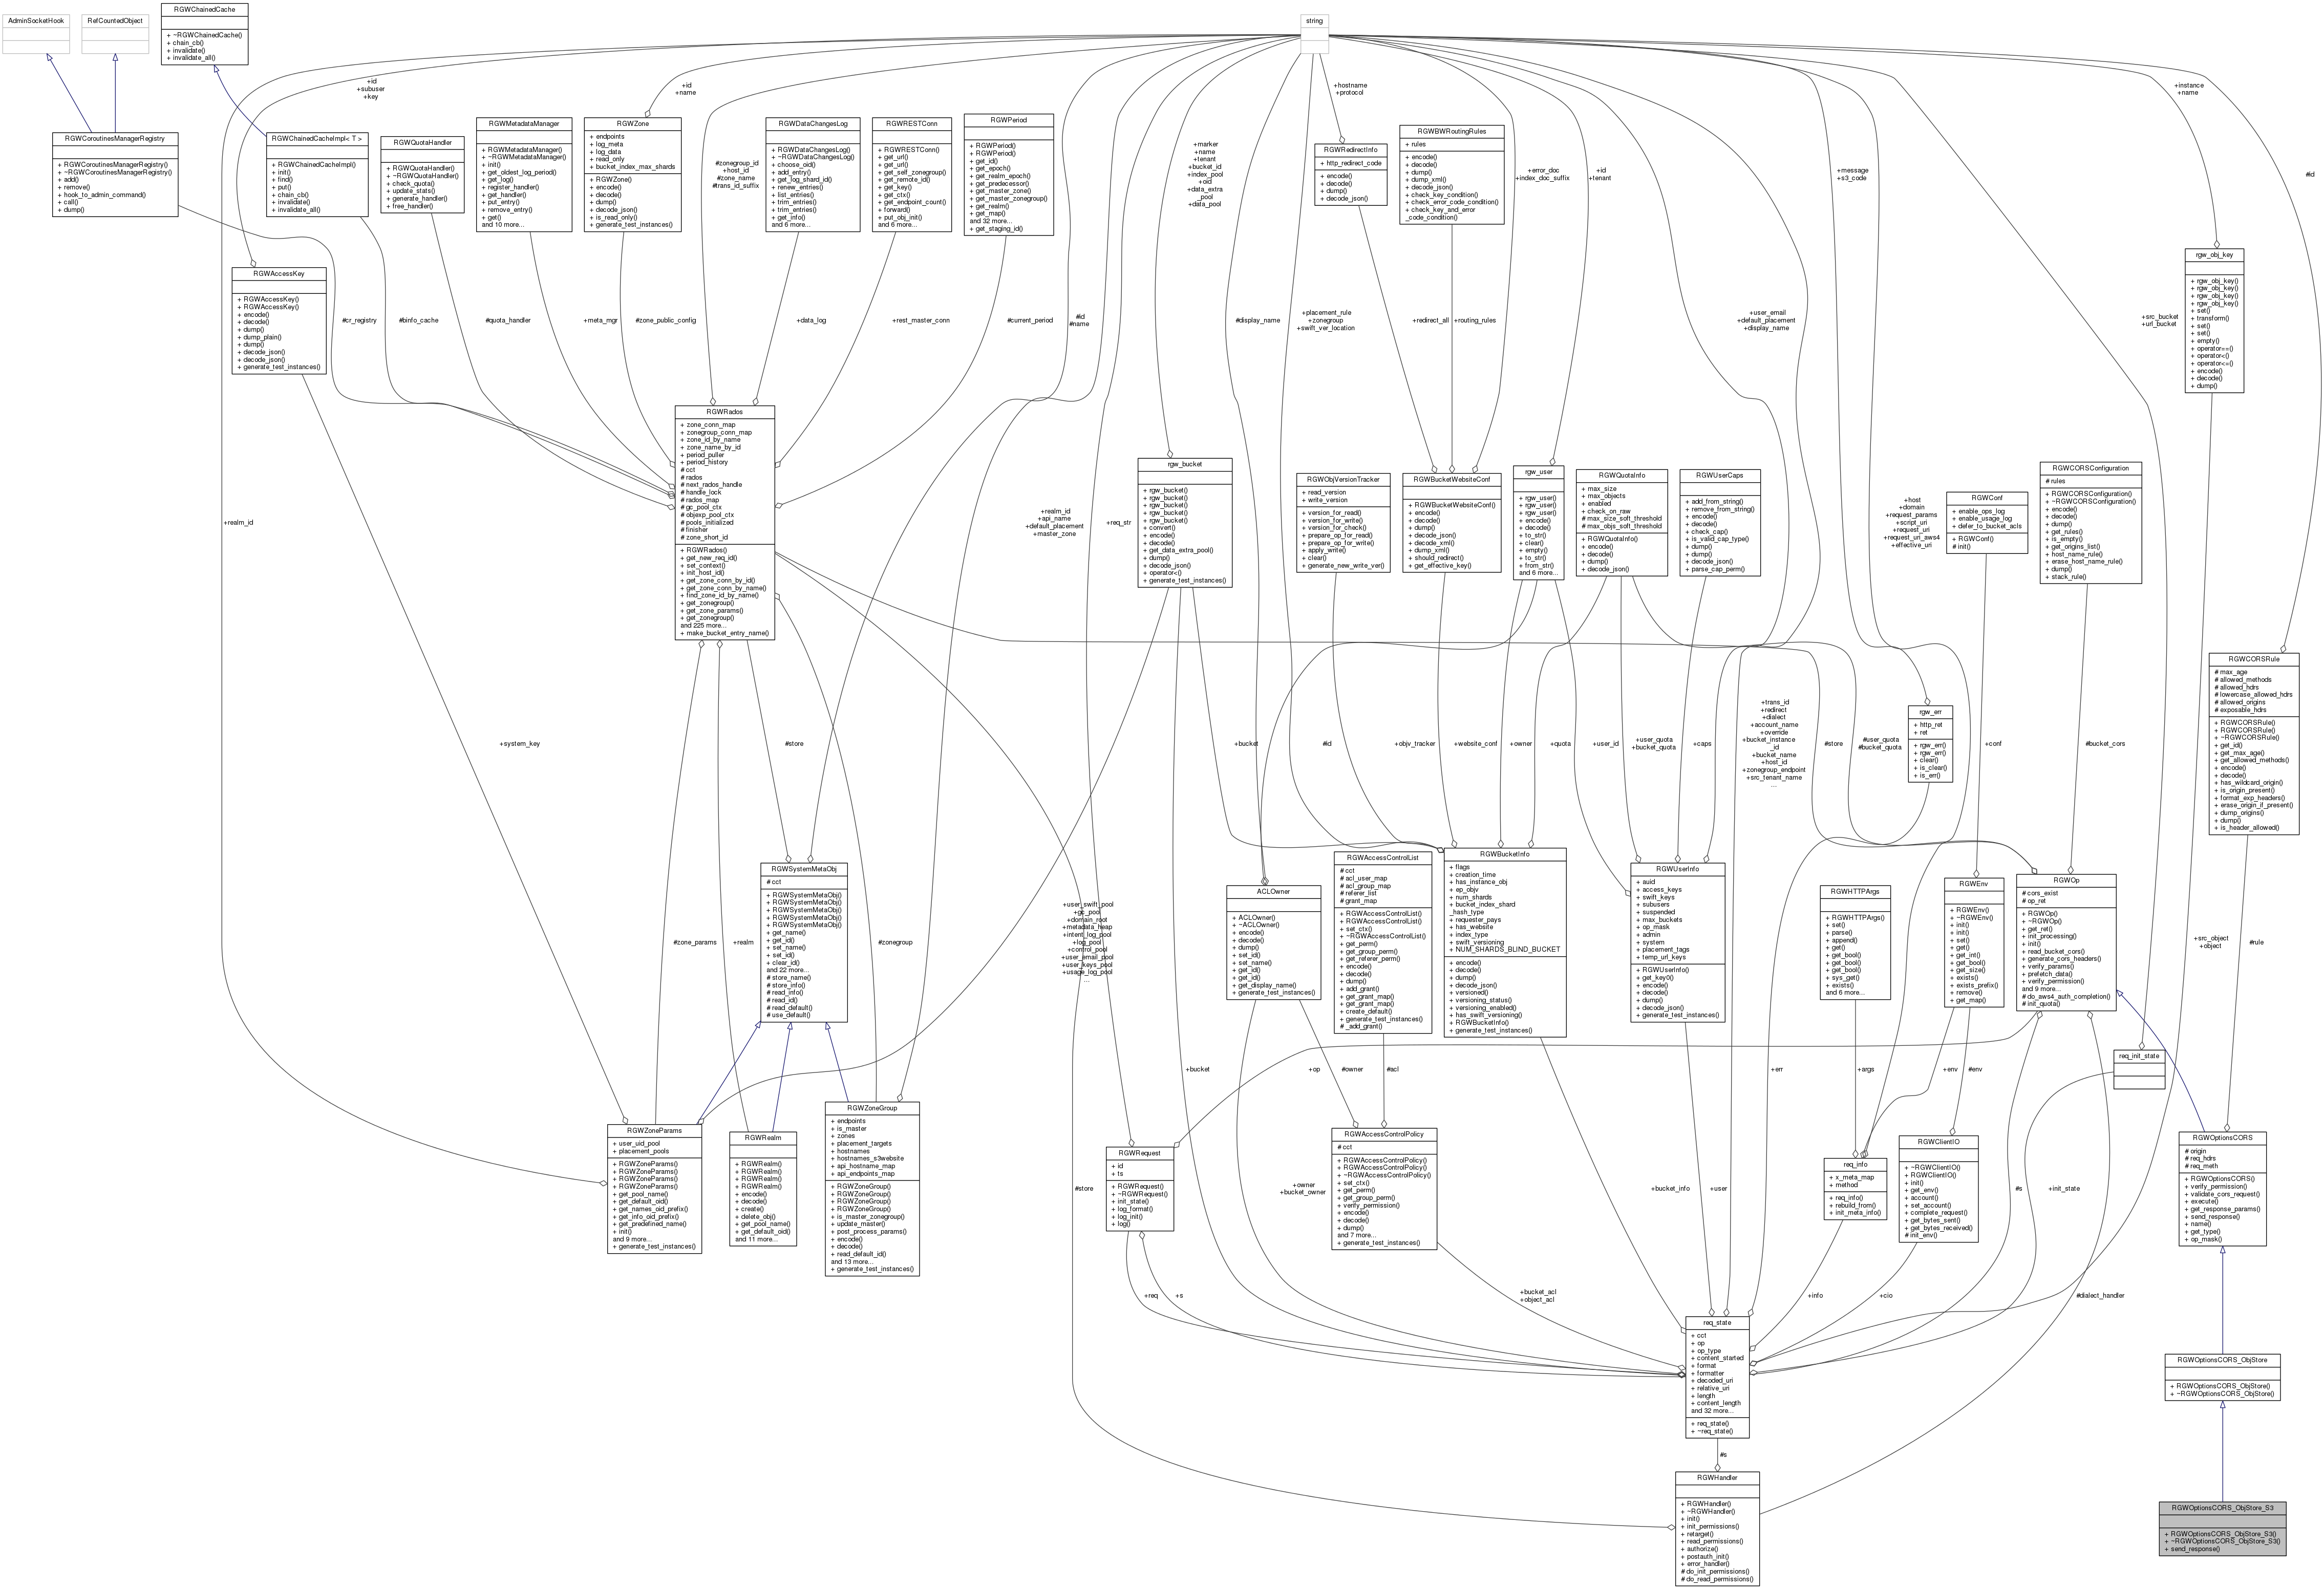 AdminSocketHook
RefCountedObject
RGWChainedCache
+ ~RGWChainedCache()
+ chain_cb()
+ invalidate()
+ invalidate_all()
string
+id
+subuser
+key
+id
+name
#zonegroup_id
+host_id
#zone_name
#trans_id_suffix
#id
#name
+marker
+name
+tenant
+bucket_id
+index_pool
+oid
+data_extra
_pool
+data_pool
+hostname
+protocol
+error_doc
+index_doc_suffix
+id
+tenant
+message
+s3_code
+instance
+name
#id
RGWCoroutinesManagerRegistry
+ RGWCoroutinesManagerRegistry()
+ ~RGWCoroutinesManagerRegistry()
+ add()
+ remove()
+ hook_to_admin_command()
+ call()
+ dump()
RGWChainedCacheImpl< T >
+ RGWChainedCacheImpl()
+ init()
+ find()
+ put()
+ chain_cb()
+ invalidate()
+ invalidate_all()
RGWQuotaHandler
+ RGWQuotaHandler()
+ ~RGWQuotaHandler()
+ check_quota()
+ update_stats()
+ generate_handler()
+ free_handler()
RGWMetadataManager
+ RGWMetadataManager()
+ ~RGWMetadataManager()
+ init()
+ get_oldest_log_period()
+ get_log()
+ register_handler()
+ get_handler()
+ put_entry()
+ remove_entry()
+ get()
and 10 more...
RGWZone
+ endpoints
+ log_meta
+ log_data
+ read_only
+ bucket_index_max_shards
+ RGWZone()
+ encode()
+ decode()
+ dump()
+ decode_json()
+ is_read_only()
+ generate_test_instances()
RGWDataChangesLog
+ RGWDataChangesLog()
+ ~RGWDataChangesLog()
+ choose_oid()
+ add_entry()
+ get_log_shard_id()
+ renew_entries()
+ list_entries()
+ trim_entries()
+ trim_entries()
+ get_info()
and 6 more...
RGWRESTConn
+ RGWRESTConn()
+ get_url()
+ get_url()
+ get_self_zonegroup()
+ get_remote_id()
+ get_key()
+ get_ctx()
+ get_endpoint_count()
+ forward()
+ put_obj_init()
and 6 more...
RGWPeriod
+ RGWPeriod()
+ RGWPeriod()
+ get_id()
+ get_epoch()
+ get_realm_epoch()
+ get_predecessor()
+ get_master_zone()
+ get_master_zonegroup()
+ get_realm()
+ get_map()
and 32 more...
+ get_staging_id()
RGWRedirectInfo
+ http_redirect_code
+ encode()
+ decode()
+ dump()
+ decode_json()
RGWBWRoutingRules
+ rules
+ encode()
+ decode()
+ dump()
+ dump_xml()
+ decode_json()
+ check_key_condition()
+ check_error_code_condition()
+ check_key_and_error
_code_condition()
rgw_obj_key
+ rgw_obj_key()
+ rgw_obj_key()
+ rgw_obj_key()
+ rgw_obj_key()
+ set()
+ transform()
+ set()
+ set()
+ empty()
+ operator==()
+ operator<()
+ operator<=()
+ encode()
+ decode()
+ dump()
RGWAccessKey
+ RGWAccessKey()
+ RGWAccessKey()
+ encode()
+ decode()
+ dump()
+ dump_plain()
+ dump()
+ decode_json()
+ decode_json()
+ generate_test_instances()
#cr_registry
#binfo_cache
#quota_handler
+meta_mgr
#zone_public_config
+data_log
+rest_master_conn
#current_period
#display_name
+placement_rule
+zonegroup
+swift_ver_location
+redirect_all
+routing_rules
+user_email
+default_placement
+display_name
+src_bucket
+url_bucket
RGWRados
+ zone_conn_map
+ zonegroup_conn_map
+ zone_id_by_name
+ zone_name_by_id
+ period_puller
+ period_history
# cct
# rados
# next_rados_handle
# handle_lock
# rados_map
# gc_pool_ctx
# objexp_pool_ctx
# pools_initialized
# finisher
# zone_short_id
+ RGWRados()
+ get_new_req_id()
+ set_context()
+ init_host_id()
+ get_zone_conn_by_id()
+ get_zone_conn_by_name()
+ find_zone_id_by_name()
+ get_zonegroup()
+ get_zone_params()
+ get_zonegroup()
and 225 more...
+ make_bucket_entry_name()
+realm_id
+realm_id
+api_name
+default_placement
+master_zone
+req_str
rgw_bucket
+ rgw_bucket()
+ rgw_bucket()
+ rgw_bucket()
+ rgw_bucket()
+ rgw_bucket()
+ convert()
+ encode()
+ decode()
+ get_data_extra_pool()
+ dump()
+ decode_json()
+ operator<()
+ generate_test_instances()
RGWObjVersionTracker
+ read_version
+ write_version
+ version_for_read()
+ version_for_write()
+ version_for_check()
+ prepare_op_for_read()
+ prepare_op_for_write()
+ apply_write()
+ clear()
+ generate_new_write_ver()
RGWBucketWebsiteConf
+ RGWBucketWebsiteConf()
+ encode()
+ decode()
+ dump()
+ decode_json()
+ decode_xml()
+ dump_xml()
+ should_redirect()
+ get_effective_key()
rgw_user
+ rgw_user()
+ rgw_user()
+ rgw_user()
+ encode()
+ decode()
+ to_str()
+ clear()
+ empty()
+ to_str()
+ from_str()
and 6 more...
RGWQuotaInfo
+ max_size
+ max_objects
+ enabled
+ check_on_raw
# max_size_soft_threshold
# max_objs_soft_threshold
+ RGWQuotaInfo()
+ encode()
+ decode()
+ dump()
+ decode_json()
RGWUserCaps
+ add_from_string()
+ remove_from_string()
+ encode()
+ decode()
+ check_cap()
+ is_valid_cap_type()
+ dump()
+ dump()
+ decode_json()
+ parse_cap_perm()
+host
+domain
+request_params
+script_uri
+request_uri
+request_uri_aws4
+effective_uri
RGWConf
+ enable_ops_log
+ enable_usage_log
+ defer_to_bucket_acls
+ RGWConf()
# init()
RGWCORSConfiguration
# rules
+ RGWCORSConfiguration()
+ ~RGWCORSConfiguration()
+ encode()
+ decode()
+ dump()
+ get_rules()
+ is_empty()
+ get_origins_list()
+ host_name_rule()
+ erase_host_name_rule()
+ dump()
+ stack_rule()
RGWCORSRule
# max_age
# allowed_methods
# allowed_hdrs
# lowercase_allowed_hdrs
# allowed_origins
# exposable_hdrs
+ RGWCORSRule()
+ RGWCORSRule()
+ ~RGWCORSRule()
+ get_id()
+ get_max_age()
+ get_allowed_methods()
+ encode()
+ decode()
+ has_wildcard_origin()
+ is_origin_present()
+ format_exp_headers()
+ erase_origin_if_present()
+ dump_origins()
+ dump()
+ is_header_allowed()
rgw_err
+ http_ret
+ ret
+ rgw_err()
+ rgw_err()
+ clear()
+ is_clear()
+ is_err()
+system_key
#store
+bucket
#id
+objv_tracker
+website_conf
+owner
+quota
+user_id
+user_quota
+bucket_quota
+caps
+trans_id
+redirect
+dialect
+account_name
+override
+bucket_instance
_id
+bucket_name
+host_id
+zonegroup_endpoint
+src_tenant_name
...
#store
#user_quota
#bucket_quota
+conf
#bucket_cors
RGWSystemMetaObj
# cct
+ RGWSystemMetaObj()
+ RGWSystemMetaObj()
+ RGWSystemMetaObj()
+ RGWSystemMetaObj()
+ RGWSystemMetaObj()
+ get_name()
+ get_id()
+ set_name()
+ set_id()
+ clear_id()
and 22 more...
# store_name()
# store_info()
# read_info()
# read_id()
# read_default()
# use_default()
#zone_params
+realm
#zonegroup
+user_swift_pool
+gc_pool
+domain_root
+metadata_heap
+intent_log_pool
+log_pool
+control_pool
+user_email_pool
+user_keys_pool
+usage_log_pool
...
ACLOwner
+ ACLOwner()
+ ~ACLOwner()
+ encode()
+ decode()
+ dump()
+ set_id()
+ set_name()
+ get_id()
+ get_id()
+ get_display_name()
+ generate_test_instances()
RGWAccessControlList
# cct
# acl_user_map
# acl_group_map
# referer_list
# grant_map
+ RGWAccessControlList()
+ RGWAccessControlList()
+ set_ctx()
+ ~RGWAccessControlList()
+ get_perm()
+ get_group_perm()
+ get_referer_perm()
+ encode()
+ decode()
+ dump()
+ add_grant()
+ get_grant_map()
+ get_grant_map()
+ create_default()
+ generate_test_instances()
# _add_grant()
RGWBucketInfo
+ flags
+ creation_time
+ has_instance_obj
+ ep_objv
+ num_shards
+ bucket_index_shard
_hash_type
+ requester_pays
+ has_website
+ index_type
+ swift_versioning
+ NUM_SHARDS_BLIND_BUCKET
+ encode()
+ decode()
+ dump()
+ decode_json()
+ versioned()
+ versioning_status()
+ versioning_enabled()
+ has_swift_versioning()
+ RGWBucketInfo()
+ generate_test_instances()
RGWUserInfo
+ auid
+ access_keys
+ swift_keys
+ subusers
+ suspended
+ max_buckets
+ op_mask
+ admin
+ system
+ placement_tags
+ temp_url_keys
+ RGWUserInfo()
+ get_key0()
+ encode()
+ decode()
+ dump()
+ decode_json()
+ generate_test_instances()
RGWHTTPArgs
+ RGWHTTPArgs()
+ set()
+ parse()
+ append()
+ get()
+ get_bool()
+ get_bool()
+ get_bool()
+ sys_get()
+ exists()
and 6 more...
RGWEnv
+ RGWEnv()
+ ~RGWEnv()
+ init()
+ init()
+ set()
+ get()
+ get_int()
+ get_bool()
+ get_size()
+ exists()
+ exists_prefix()
+ remove()
+ get_map()
RGWOp
# cors_exist
# op_ret
+ RGWOp()
+ ~RGWOp()
+ get_ret()
+ init_processing()
+ init()
+ read_bucket_cors()
+ generate_cors_headers()
+ verify_params()
+ prefetch_data()
+ verify_permission()
and 9 more...
# do_aws4_auth_completion()
# init_quota()
+src_object
+object
#rule
req_init_state
+bucket
+op
#owner
#acl
+err
+args
+env
#env
RGWZoneParams
+ user_uid_pool
+ placement_pools
+ RGWZoneParams()
+ RGWZoneParams()
+ RGWZoneParams()
+ RGWZoneParams()
+ get_pool_name()
+ get_default_oid()
+ get_names_oid_prefix()
+ get_info_oid_prefix()
+ get_predefined_name()
+ init()
and 9 more...
+ generate_test_instances()
RGWRealm
+ RGWRealm()
+ RGWRealm()
+ RGWRealm()
+ RGWRealm()
+ encode()
+ decode()
+ create()
+ delete_obj()
+ get_pool_name()
+ get_default_oid()
and 11 more...
RGWZoneGroup
+ endpoints
+ is_master
+ zones
+ placement_targets
+ hostnames
+ hostnames_s3website
+ api_hostname_map
+ api_endpoints_map
+ RGWZoneGroup()
+ RGWZoneGroup()
+ RGWZoneGroup()
+ RGWZoneGroup()
+ is_master_zonegroup()
+ update_master()
+ post_process_params()
+ encode()
+ decode()
+ read_default_id()
and 13 more...
+ generate_test_instances()
#store
RGWRequest
+ id
+ ts
+ RGWRequest()
+ ~RGWRequest()
+ init_state()
+ log_format()
+ log_init()
+ log()
+owner
+bucket_owner
RGWAccessControlPolicy
# cct
+ RGWAccessControlPolicy()
+ RGWAccessControlPolicy()
+ ~RGWAccessControlPolicy()
+ set_ctx()
+ get_perm()
+ get_group_perm()
+ verify_permission()
+ encode()
+ decode()
+ dump()
and 7 more...
+ generate_test_instances()
+bucket_info
+user
req_info
+ x_meta_map
+ method
+ req_info()
+ rebuild_from()
+ init_meta_info()
RGWClientIO
+ ~RGWClientIO()
+ RGWClientIO()
+ init()
+ get_env()
+ account()
+ set_account()
+ complete_request()
+ get_bytes_sent()
+ get_bytes_received()
# init_env()
#s
+init_state
RGWOptionsCORS
# origin
# req_hdrs
# req_meth
+ RGWOptionsCORS()
+ verify_permission()
+ validate_cors_request()
+ execute()
+ get_response_params()
+ send_response()
+ name()
+ get_type()
+ op_mask()
+req
+s
+bucket_acl
+object_acl
+info
+cio
#dialect_handler
req_state
+ cct
+ op
+ op_type
+ content_started
+ format
+ formatter
+ decoded_uri
+ relative_uri
+ length
+ content_length
and 32 more...
+ req_state()
+ ~req_state()
RGWOptionsCORS_ObjStore
+ RGWOptionsCORS_ObjStore()
+ ~RGWOptionsCORS_ObjStore()
#s
RGWHandler
+ RGWHandler()
+ ~RGWHandler()
+ init()
+ init_permissions()
+ retarget()
+ read_permissions()
+ authorize()
+ postauth_init()
+ error_handler()
# do_init_permissions()
# do_read_permissions()
RGWOptionsCORS_ObjStore_S3
+ RGWOptionsCORS_ObjStore_S3()
+ ~RGWOptionsCORS_ObjStore_S3()
+ send_response()